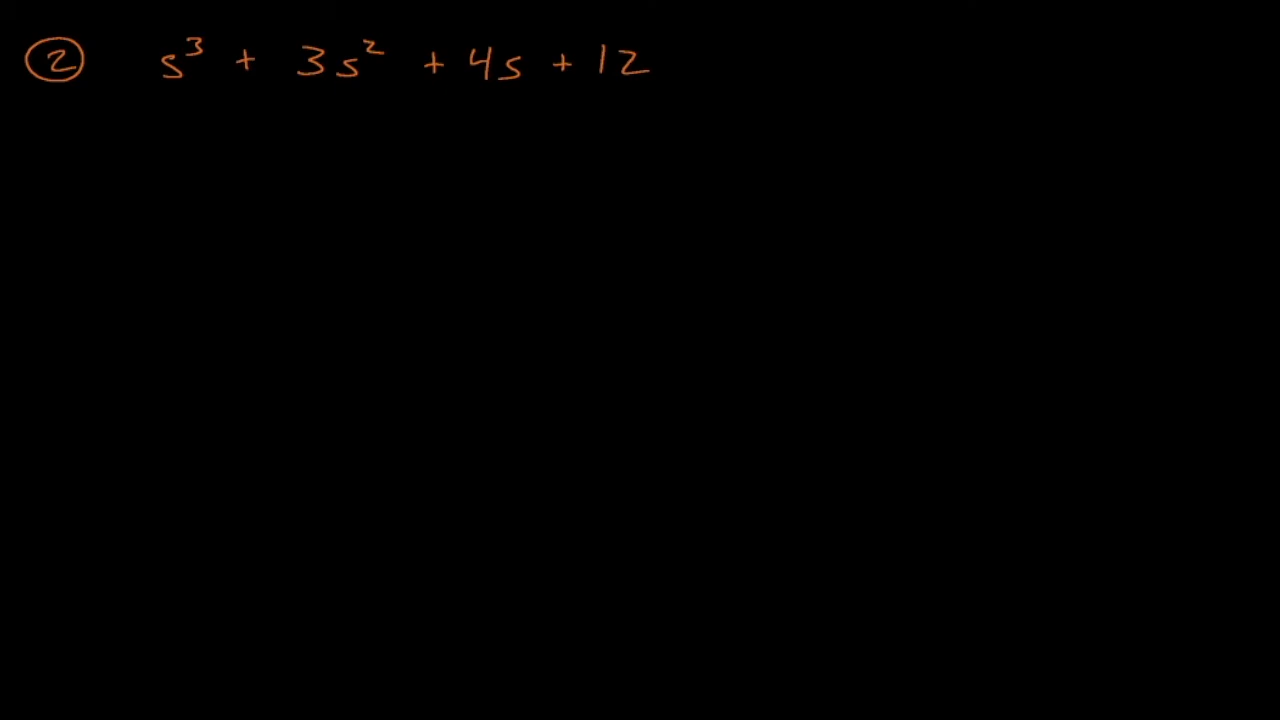 ② s³ + 3s² + 4s + 12